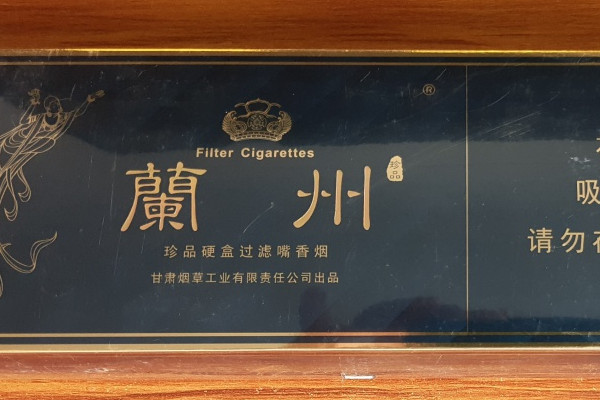 ®
Filter Cigarettes
蘭州
珍品
珍品硬盒过滤嘴香烟
甘肃烟草工业有限责任公司出品
吸
请勿在